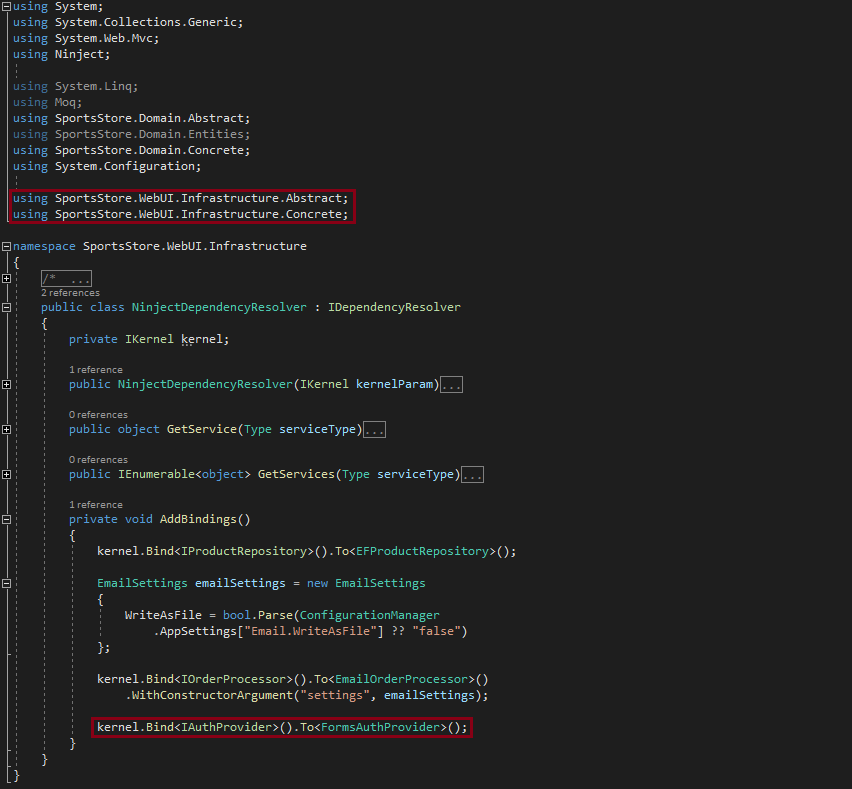 using System;
using System.Collections.Generic;
using System.Web.Mvc;
using Ninject;
using System.Linq;
using Moq;
using SportsStore.Domain.Abstract;
using SportsStore.Domain.Entities;
using SportsStore.Domain.Concrete;
using System.Configuration;
using SportsStore.WebUI.Infrastructure.Abstract;
using SportsStore.WebUI.Infrastructure.Concrete;
namespace SportsStore.WebUI.Infrastructure
{
/* ...
2 references
public class NinjectDependencyResolver : IDependencyResolver
{
private IKernel kernel;
1 reference
public NinjectDependencyResolver(IKernel kernelParam)...
0 references
public object GetService(Type serviceType)...
0 references
public IEnumerable<object> GetServices(Type serviceType)...
1 reference
private void AddBindings()
{
kernel.Bind<IProductRepository>().To<EFProductRepository>();
EmailSettings emailSettings = new EmailSettings
{
WriteAsFile = bool.Parse(ConfigurationManager
.AppSettings["Email.WriteAsFile"] ?? "false")
};
kernel.Bind<IOrderProcessor>().To<EmailOrderProcessor>()
.WithConstructorArgument("settings", emailSettings);
kernel.Bind<IAuthProvider>().To<FormsAuthProvider>();
}
}
}